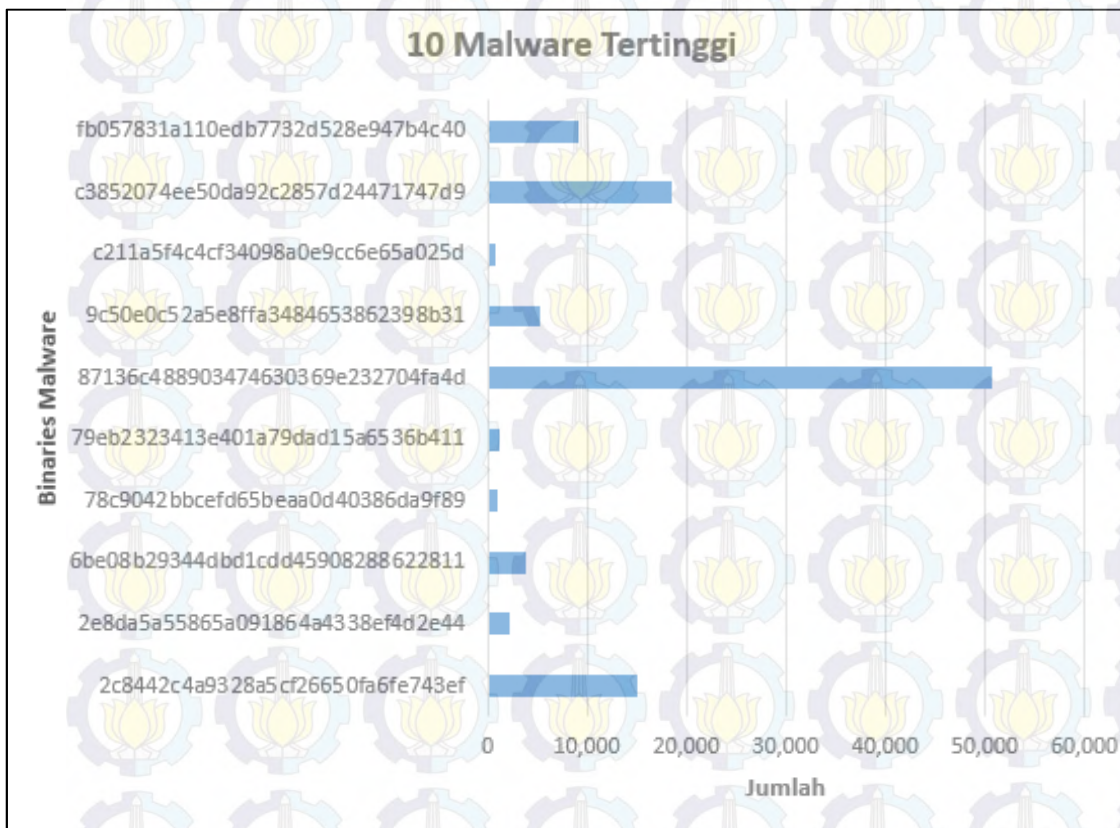 10 Malware Tertinggi
fb057831a110edb7732d528e947b4c40
c3852074ee50da92c2857d24471747d9
c211a5f4c4cf34098a0e9cc6e65a025d
9c50e0c52a5e8ffa3484653862398b31
87136c488903474630369e232704fa4d
79eb2323413e401a79dad15a6536b411
78c9042bbcefd65beaa0d40386da9f89
6be08b29344dbd1cdd45908288622811
2e8da5a55865a091864a4338ef4d2e44
2c8442c4a9328a5cf26650fa6fe743ef
Binaries Malware
0 10,000 20,000 30,000 40,000 50,000 60,000
Jumlah